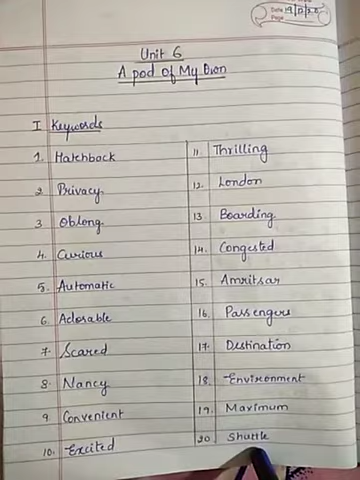 Date
Page
Unit 6
A pod of My Own
I Keywords
1. Hatchback
2. Privacy
3. Oblong
4. Curious
5. Automatic
6. Adorable
7. Scared
8. Nancy
9. Convenient
10. Excited
11. Thrilling
12. London
13. Boarding
14. Congested
15. Amritsar
16. Passengers
17. Destination
18. Environment
19. Maximum
20. Shuttle